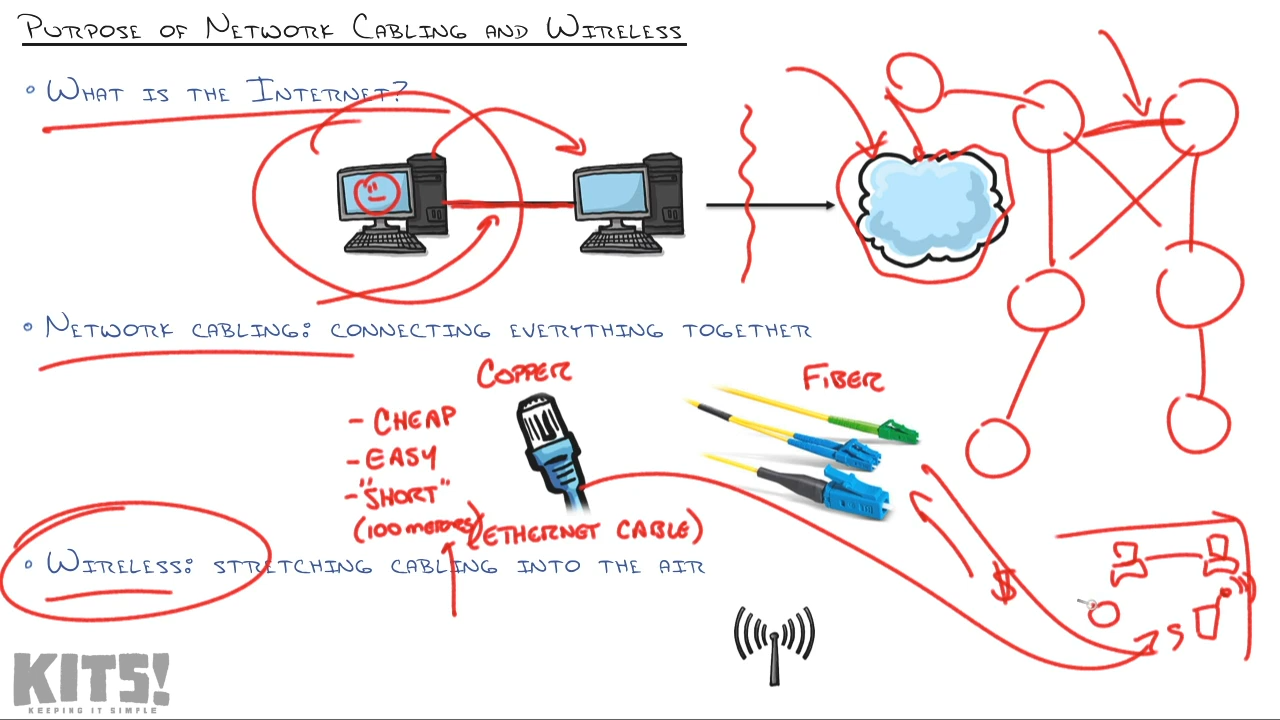 Purpose of Network Cabling and Wireless
What is the Internet?
Network cabling: connecting everything together
Copper
Fiber
- Cheap
- Easy
- "Short"
(100 meters)
(Ethernet Cable)
Wireless: stretching cabling into the air
$
KITS!
KEEPING IT SIMPLE